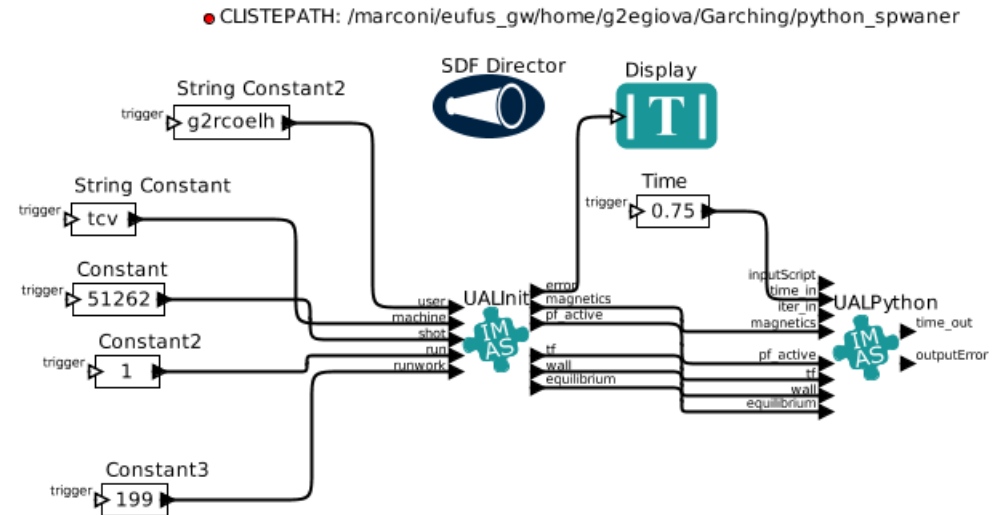 CLISTEPATH: /marconi/eufus_gw/home/g2egiova/Garching/python_spwaner
SDF Director
Display
T
String Constant2
trigger
g2rcoelh
String Constant
trigger
tcv
Time
trigger
0.75
Constant
trigger
51262
Constant2
trigger
1
Constant3
trigger
199
UALInit
user
machine
shot
run
runwork
IM
AS
error
magnetics
pf_active
tf
wall
equilibrium
UALPython
inputScript
time_in
iter_in
magnetics
pf_active
tf
wall
equilibrium
IM
AS
time_out
outputError